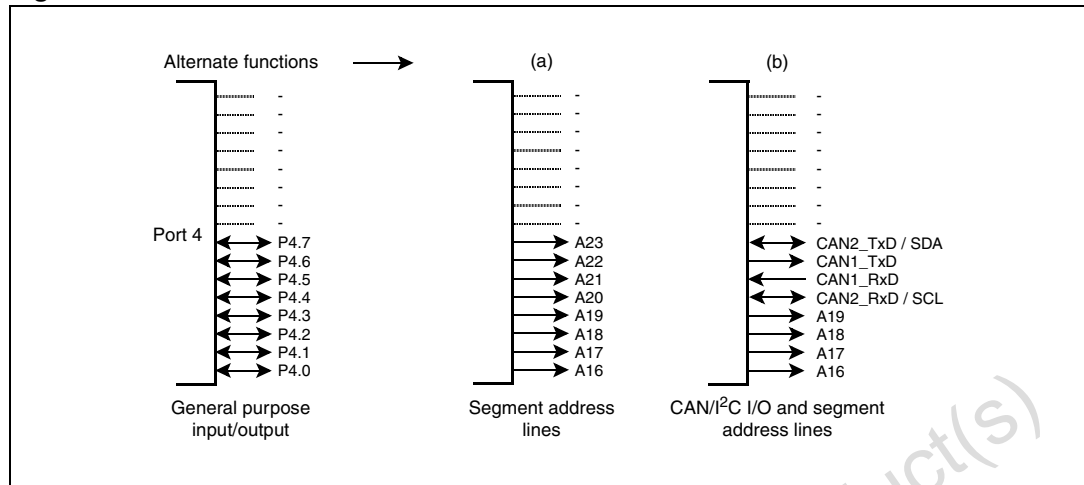 Alternate functions (a) (b)
- - -
- - -
- - -
- - -
- - -
- - -
- - -
- - -
Port 4
P4.7 A23 CAN2_TxD / SDA
P4.6 A22 CAN1_TxD
P4.5 A21 CAN1_RxD
P4.4 A20 CAN2_RxD / SCL
P4.3 A19 A19
P4.2 A18 A18
P4.1 A17 A17
P4.0 A16 A16
General purpose Segment address CAN/I²C I/O and segment
input/output lines address lines